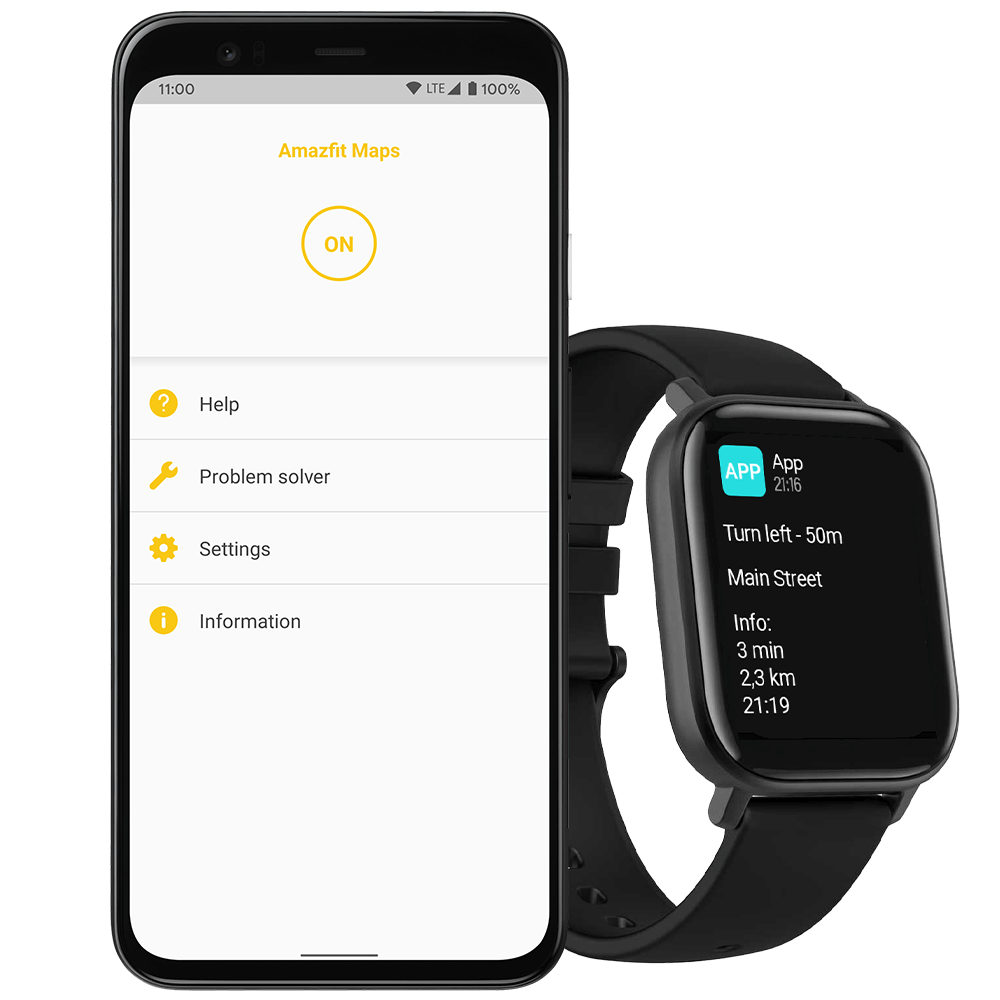 11:00 LTE 100%
Amazfit Maps
ON
Help
Problem solver
Settings
Information
APP
App
21:16
Turn left - 50m
Main Street
Info:
3 min
2,3 km
21:19